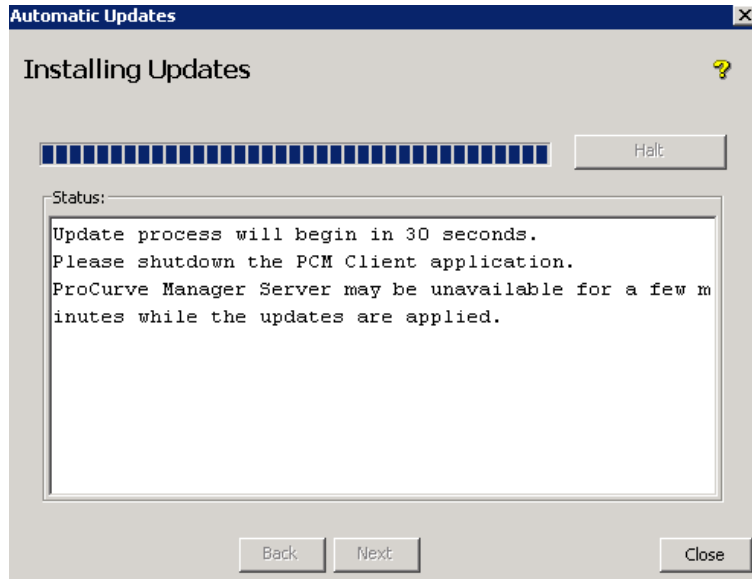 Automatic Updates
Installing Updates
Halt
Status:
Update process will begin in 30 seconds.
Please shutdown the PCM Client application.
ProCurve Manager Server may be unavailable for a few m
inutes while the updates are applied.
Back
Next
Close